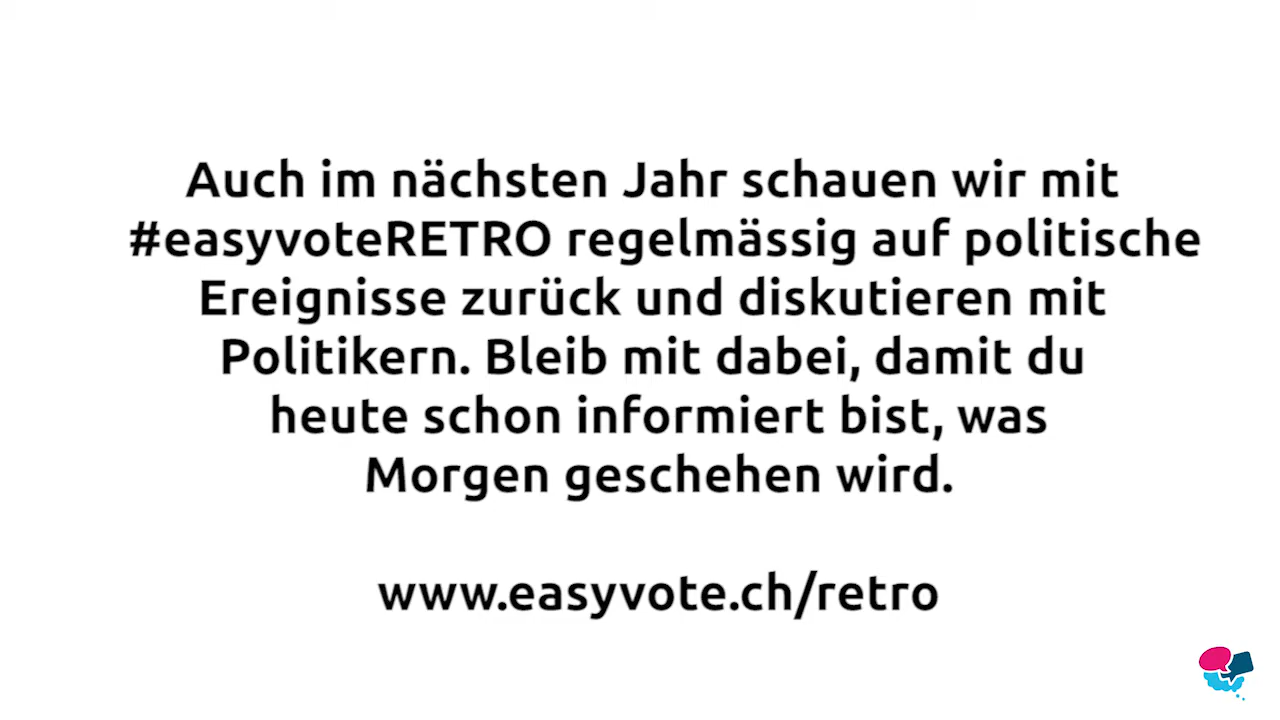 Auch im nächsten Jahr schauen wir mit
#easyvoteRETRO regelmässig auf politische
Ereignisse zurück und diskutieren mit
Politikern. Bleib mit dabei, damit du
heute schon informiert bist, was
Morgen geschehen wird.
www.easyvote.ch/retro